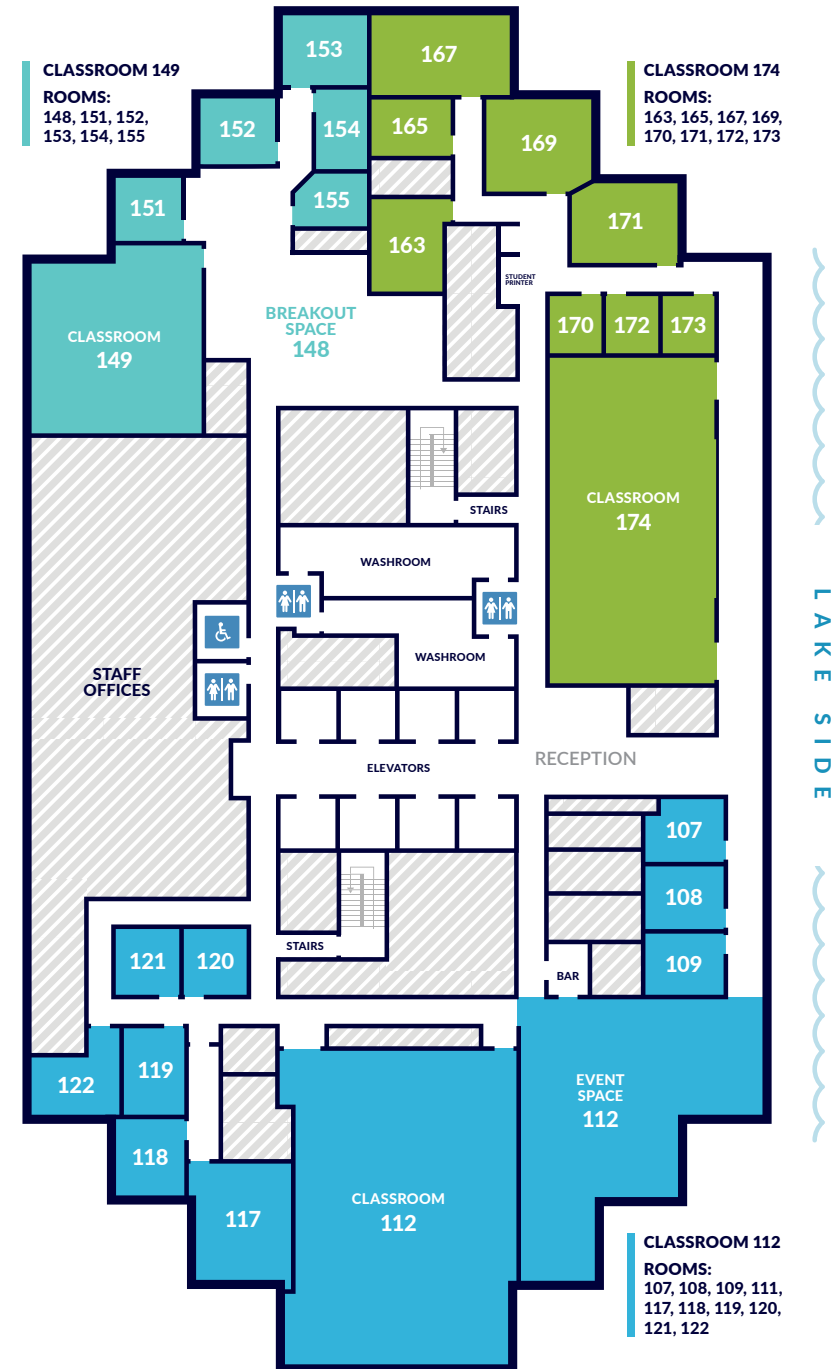 CLASSROOM 149
ROOMS:
148, 151, 152,
153, 154, 155
CLASSROOM 174
ROOMS:
163, 165, 167, 169,
170, 171, 172, 173
153
167
152
154
165
169
151
155
163
171
STUDENT
PRINTER
BREAKOUT
SPACE
148
170
172
173
CLASSROOM
149
CLASSROOM
174
STAIRS
WASHROOM
WASHROOM
STAFF
OFFICES
LAKE SIDE
RECEPTION
ELEVATORS
107
108
109
BAR
STAIRS
121
120
122
119
118
117
EVENT
SPACE
112
CLASSROOM
112
CLASSROOM 112
ROOMS:
107, 108, 109, 111,
117, 118, 119, 120,
121, 122